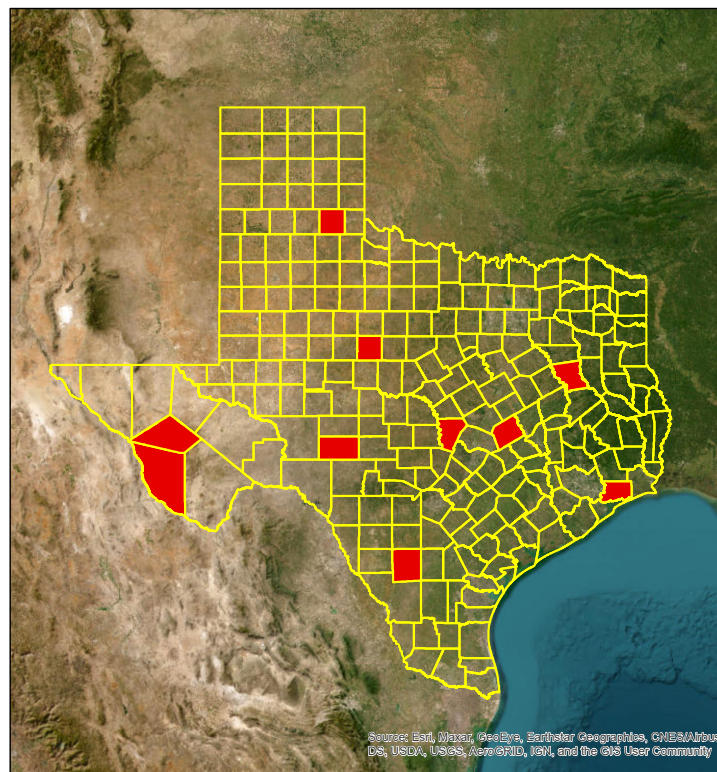 Source: Esri, Maxar, GeoEye, Earthstar Geographics, CNES/Airbus
DS, USDA, USGS, AeroGRID, IGN, and the GIS User Community